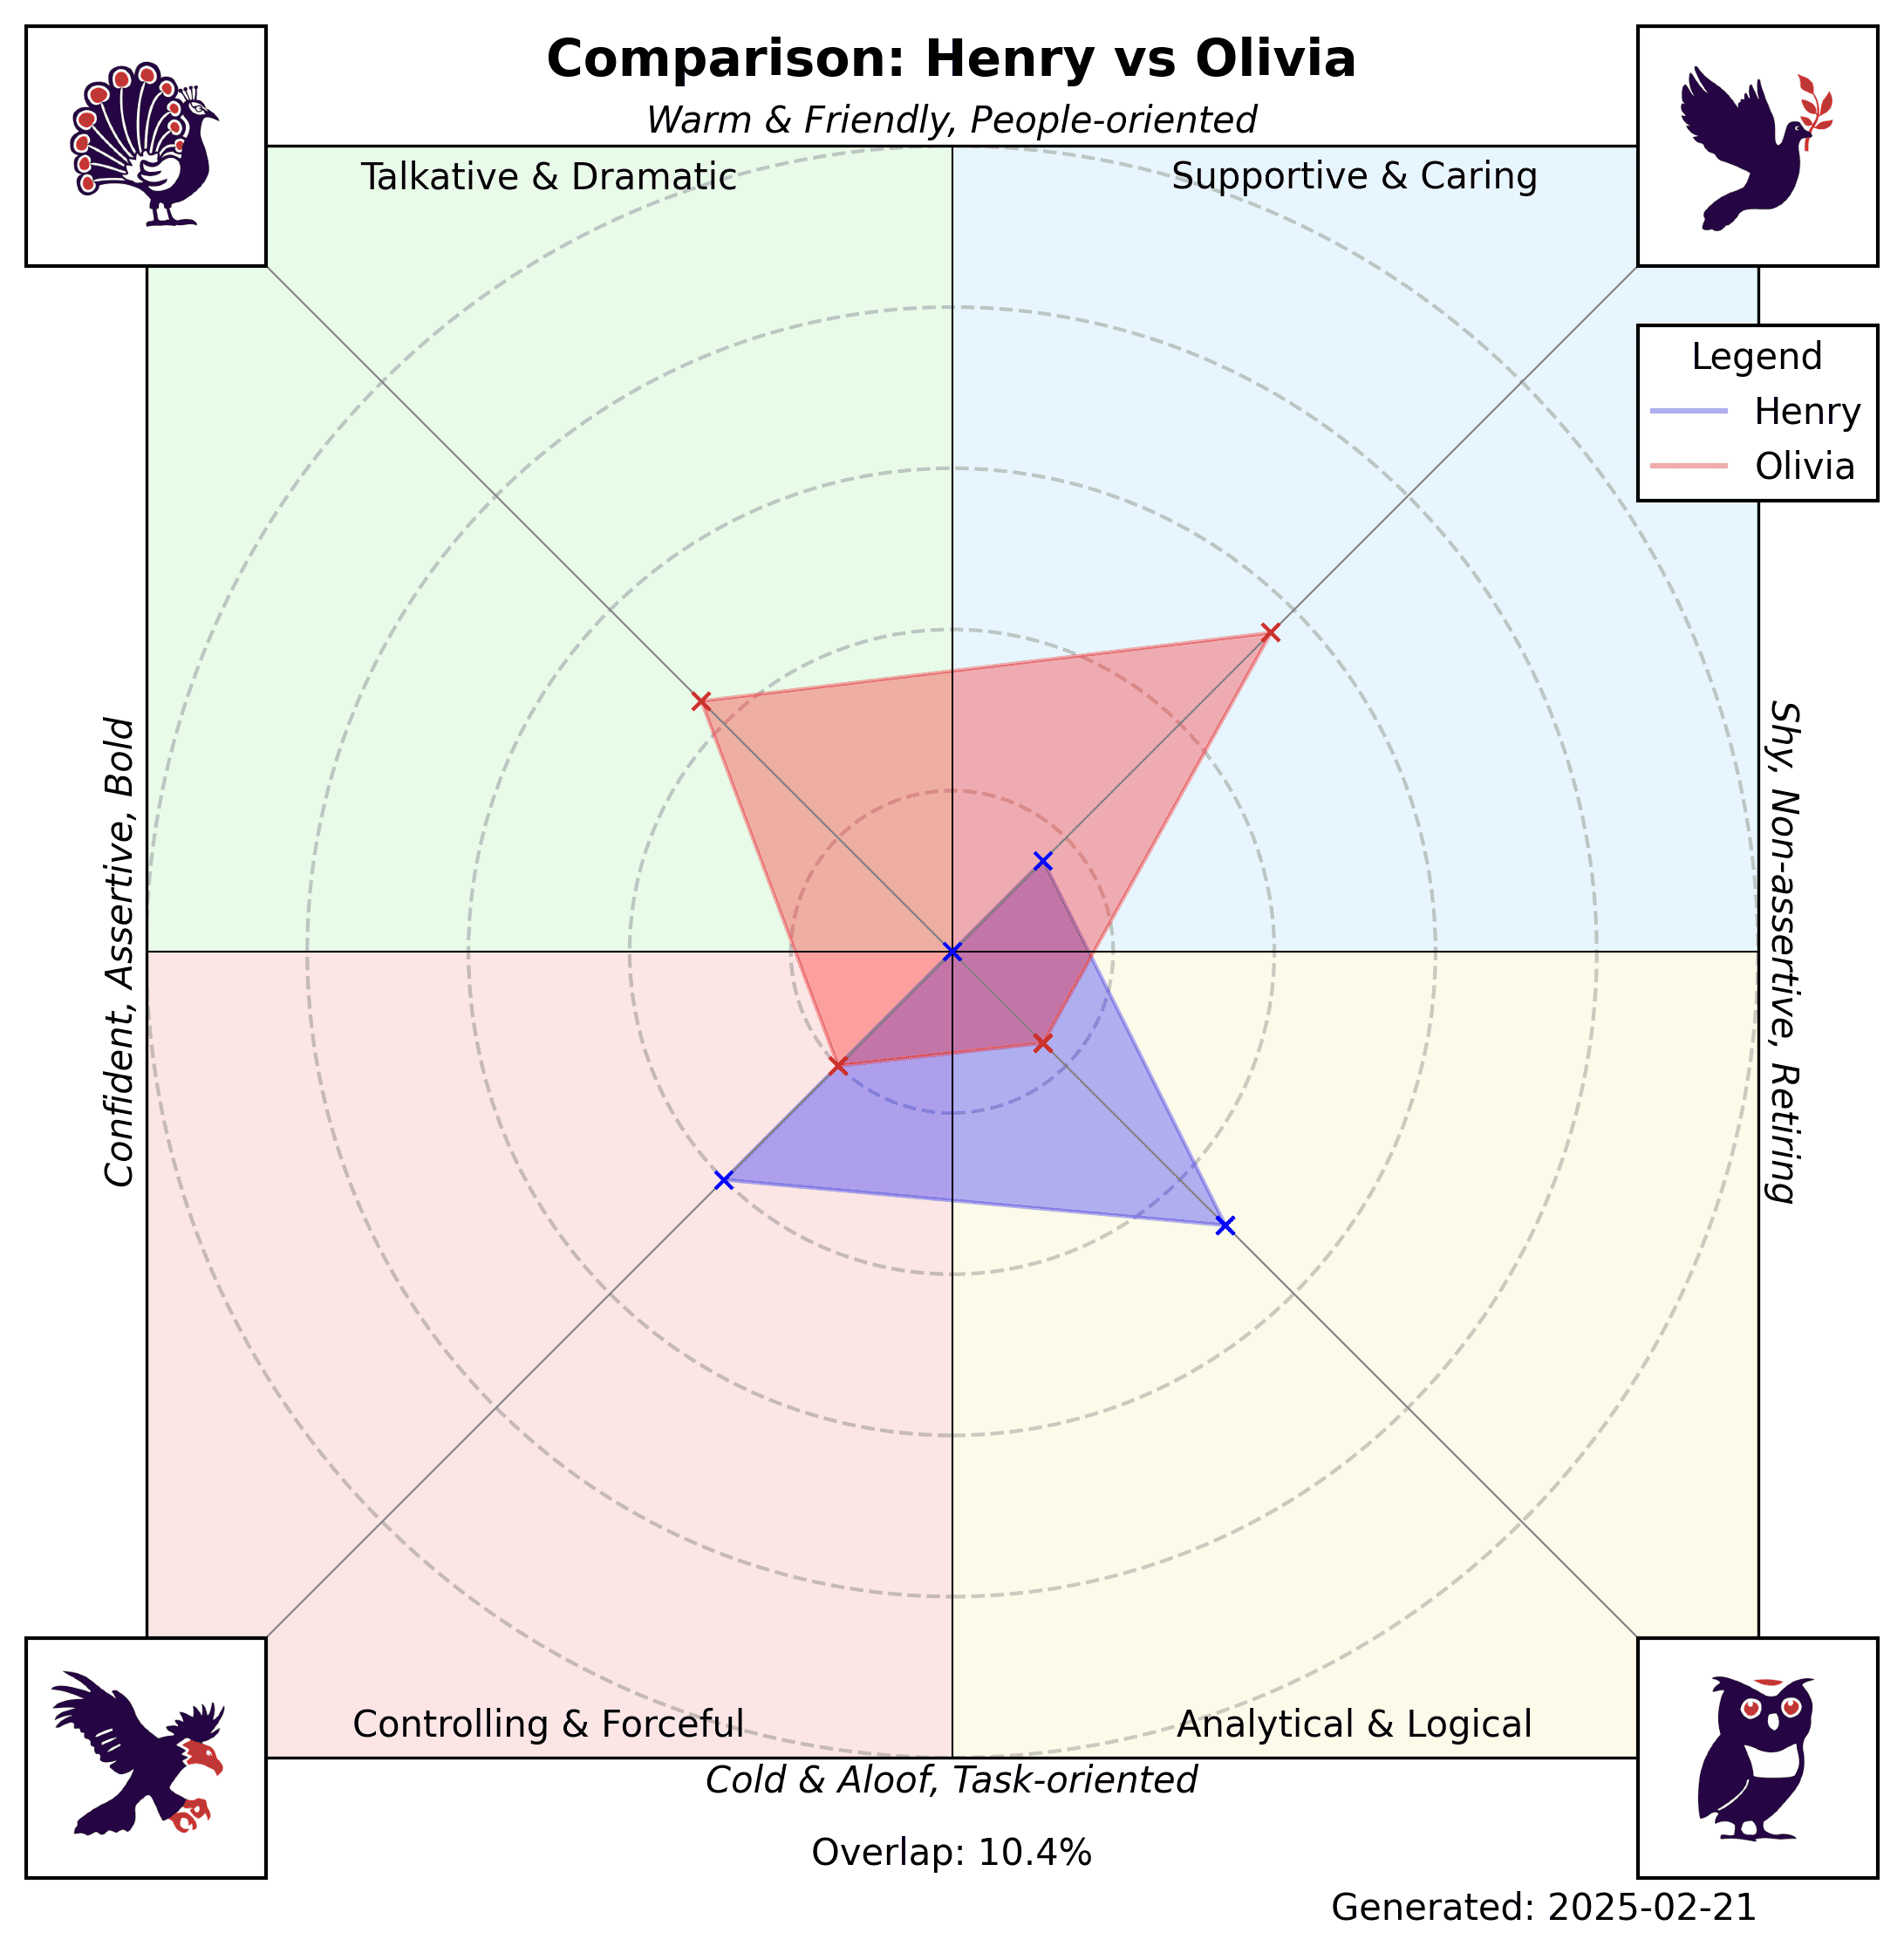 Comparison: Henry vs Olivia
Warm & Friendly, People-oriented
Talkative & Dramatic
Supportive & Caring
Legend
Henry
Olivia
Confident, Assertive, Bold
Shy, Non-assertive, Retiring
Controlling & Forceful
Analytical & Logical
Cold & Aloof, Task-oriented
Overlap: 10.4%
Generated: 2025-02-21